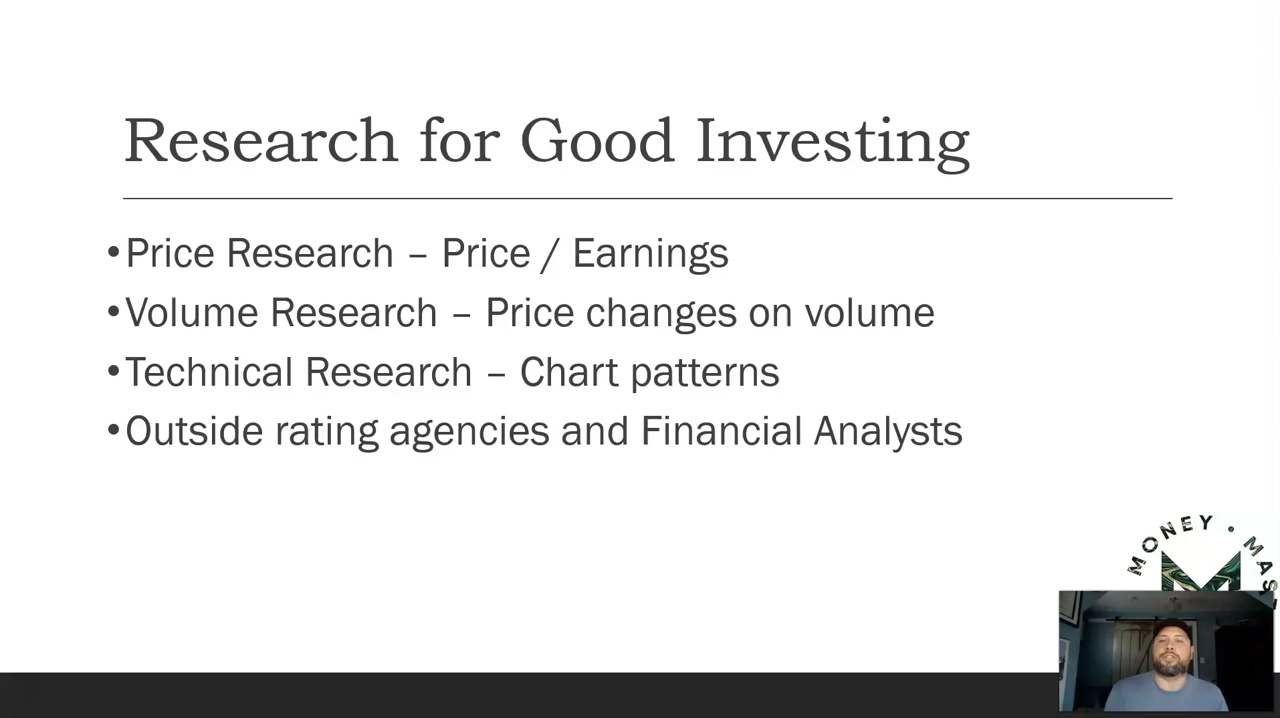 Research for Good Investing
•Price Research – Price / Earnings
•Volume Research – Price changes on volume
•Technical Research – Chart patterns
•Outside rating agencies and Financial Analysts
MONEY •